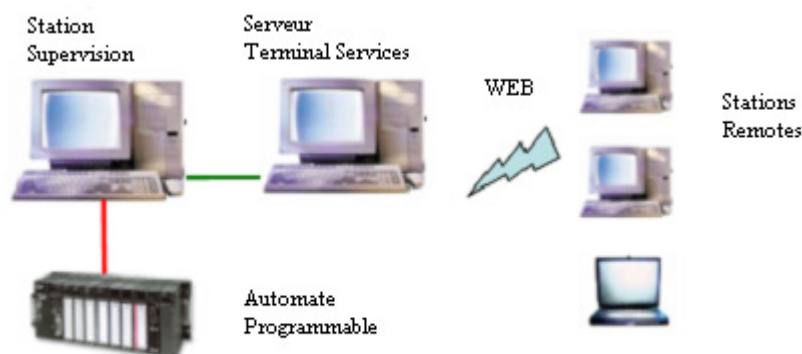 Station
Supervision
Serveur
Terminal Services
WEB
Stations
Remotes
Automate
Programmable